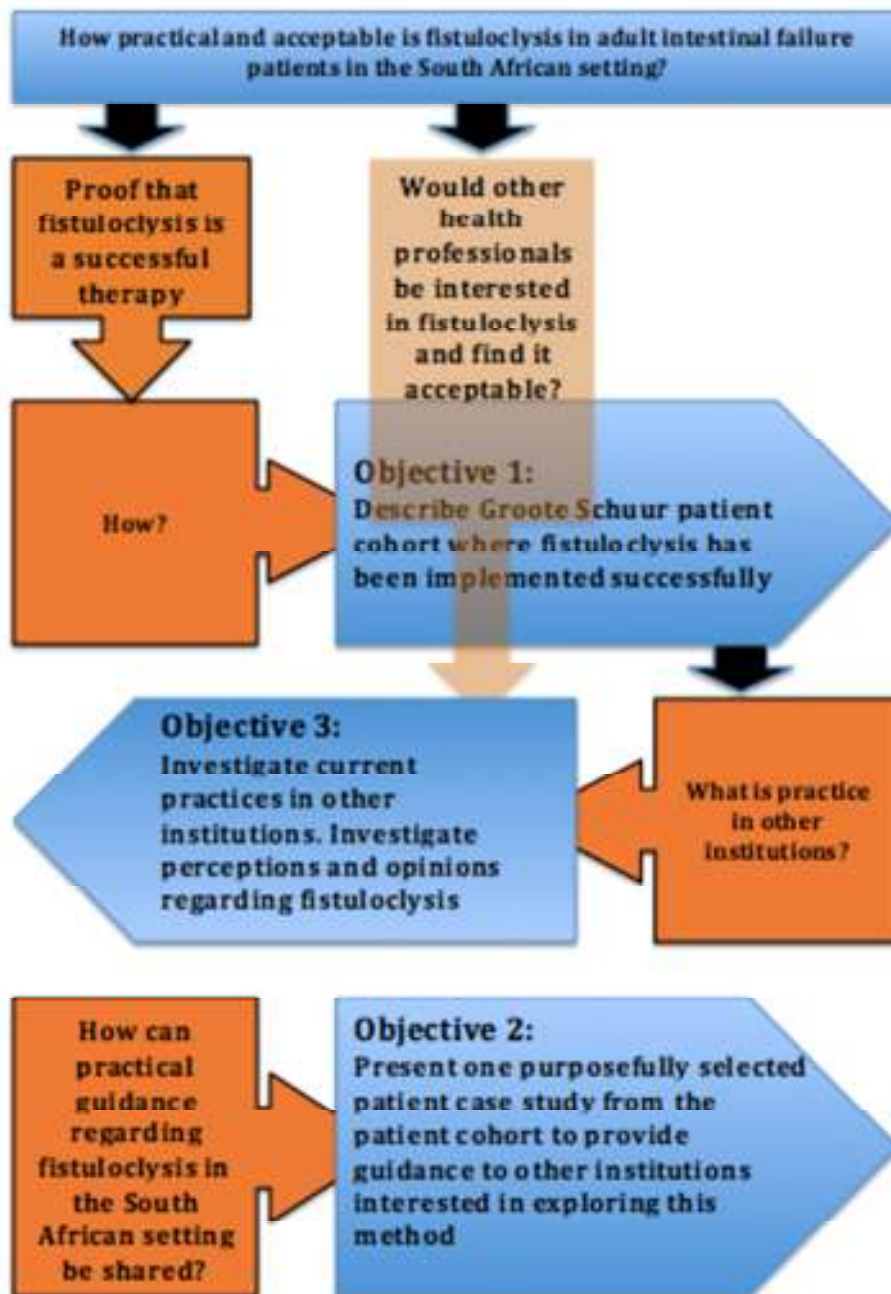 How practical and acceptable is fistuloclysis in adult intestinal failure
patients in the South African setting?
Proof that
fistuloclysis is
a successful
therapy
Would other
health
professionals
be interested
in fistuloclysis
and find it
acceptable?
How?
Objective 1:
Describe Groote Schuur patient
cohort where fistuloclysis has
been implemented successfully
Objective 3:
Investigate current
practices in other
institutions. Investigate
perceptions and opinions
regarding fistuloclysis
What is practice
in other
institutions?
How can
practical
guidance
regarding
fistuloclysis in
the South
African setting
be shared?
Objective 2:
Present one purposefully selected
patient case study from the
patient cohort to provide
guidance to other institutions
interested in exploring this
method